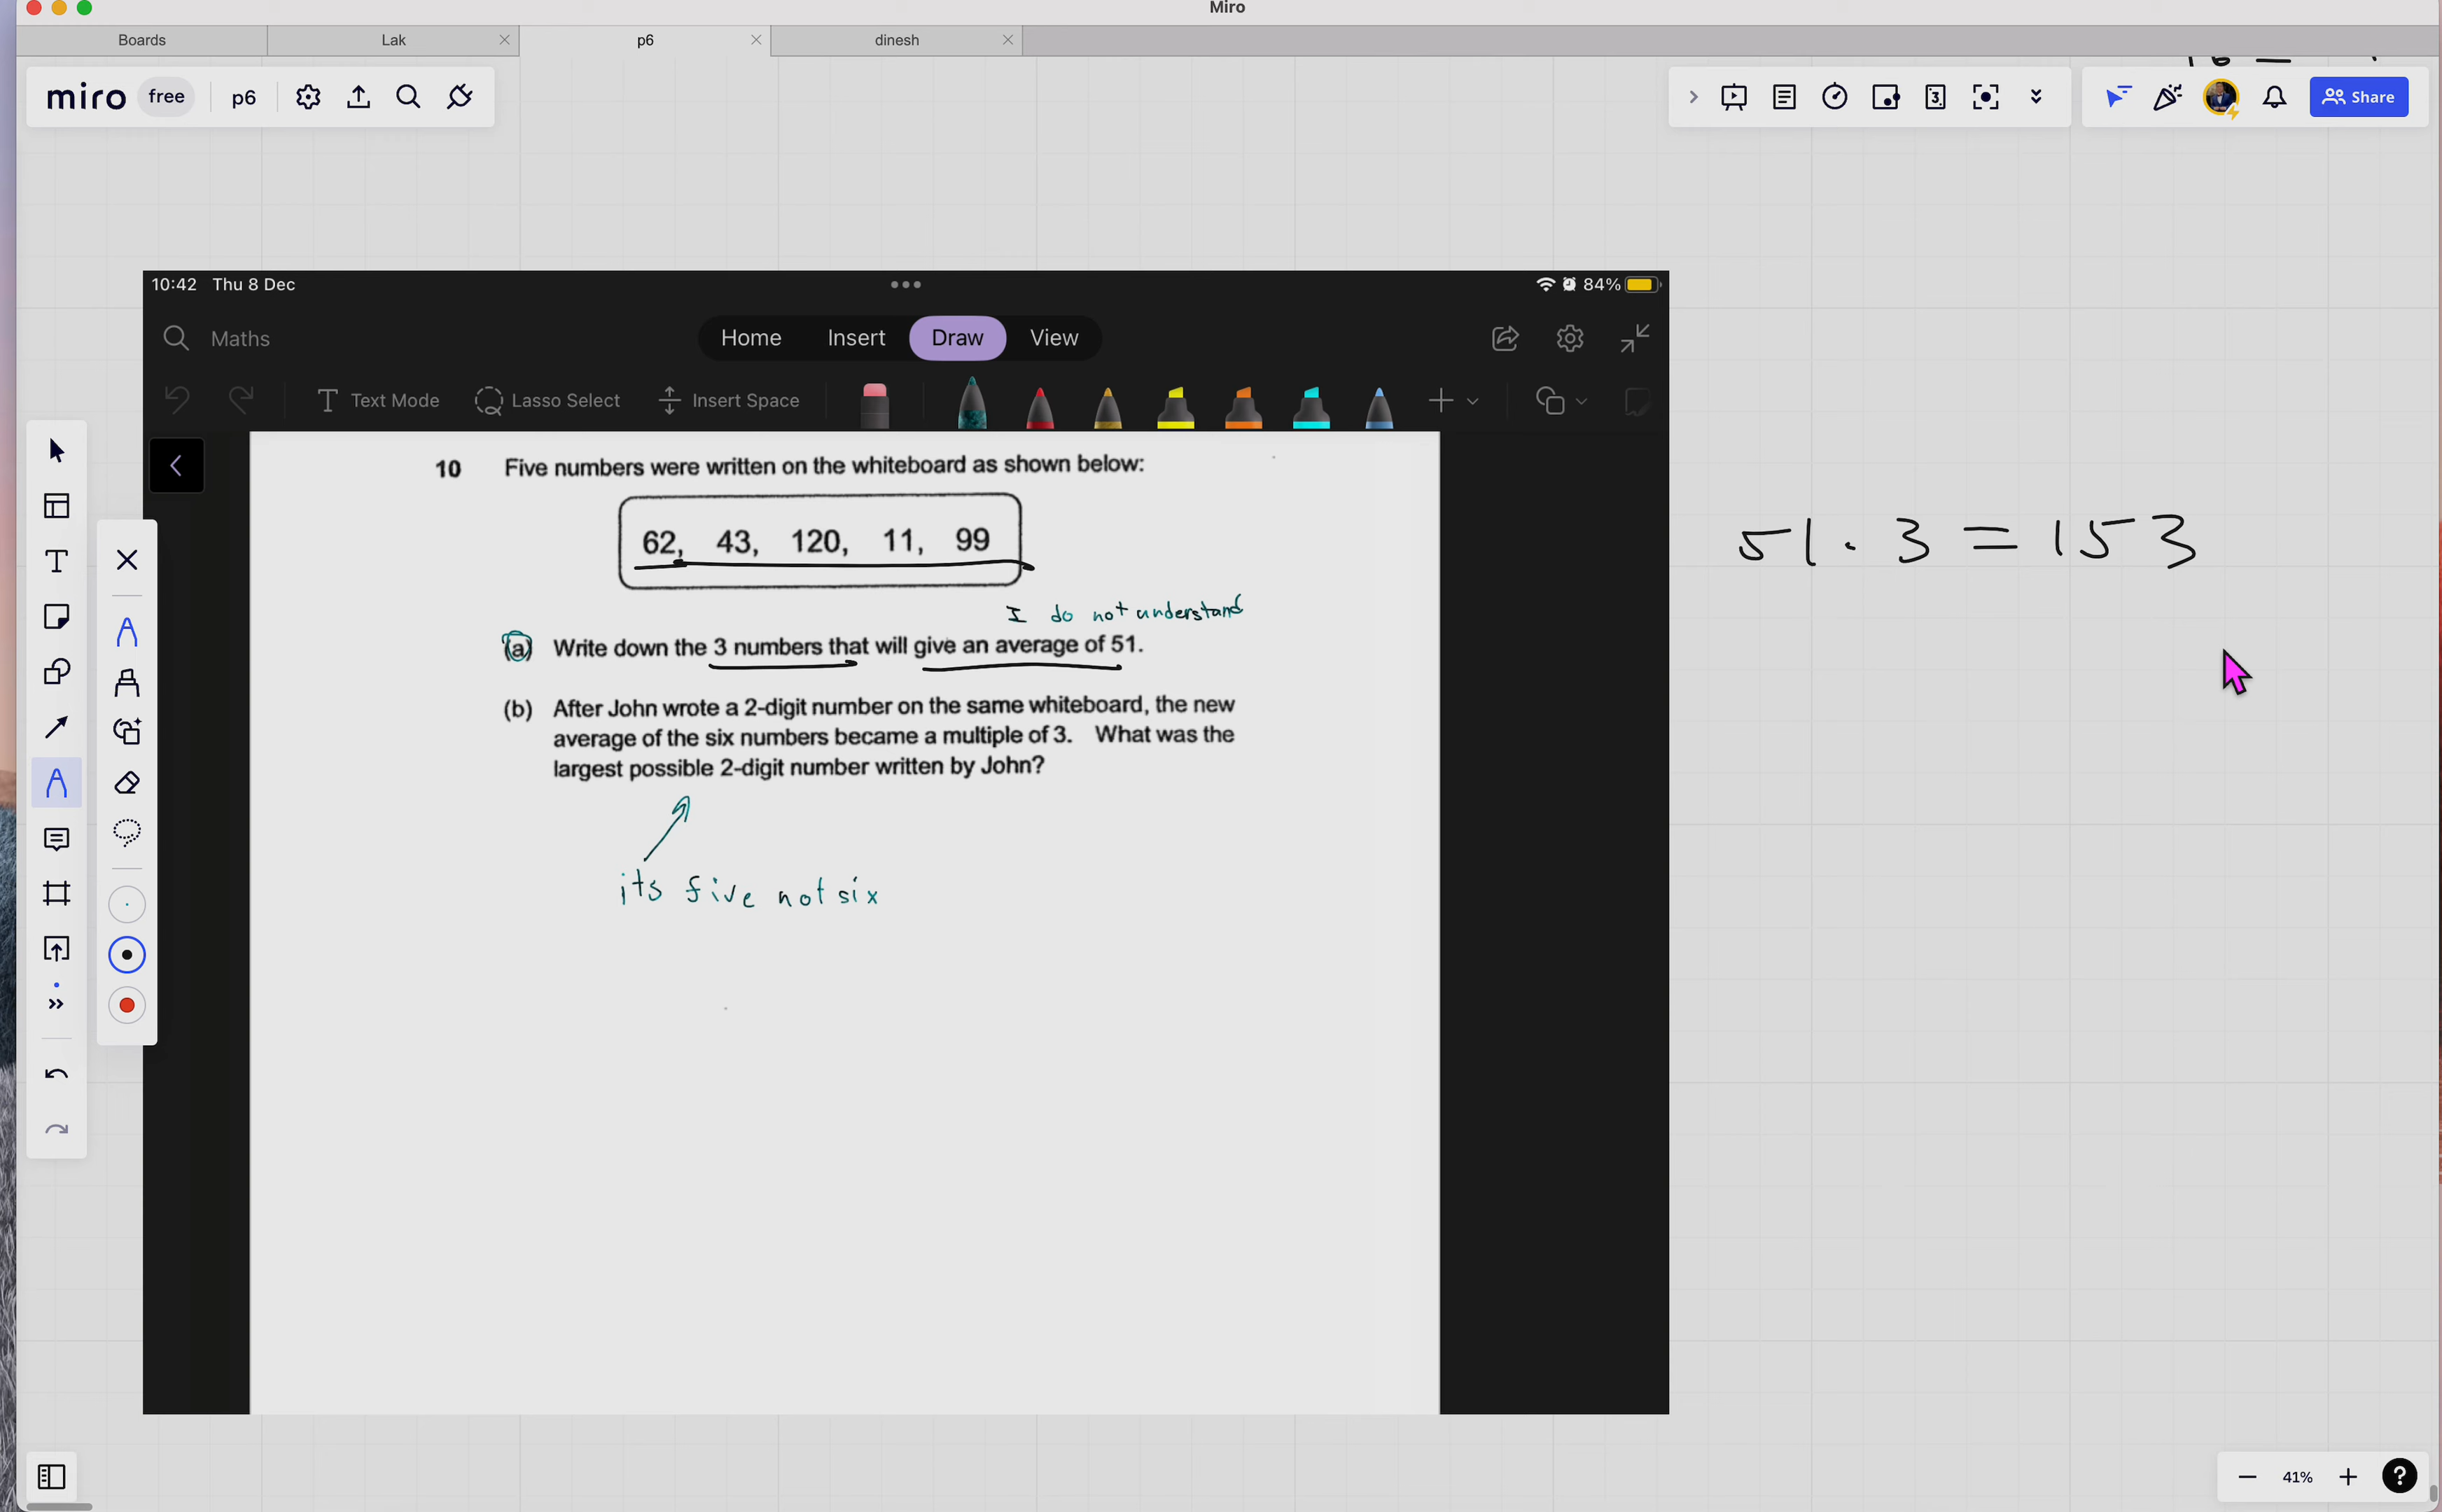 Miro
Boards
Lak
p6
dinesh
miro free p6
3
Share
10:42 Thu 8 Dec
84%
Maths
Home Insert Draw View
Text Mode
Lasso Select
Insert Space
10 Five numbers were written on the whiteboard as shown below:
62, 43, 120, 11, 99
I do not understand
(a) Write down the 3 numbers that will give an average of 51.
(b) After John wrote a 2-digit number on the same whiteboard, the new
average of the six numbers became a multiple of 3. What was the
largest possible 2-digit number written by John?
its five not six
51 . 3 = 153
41%